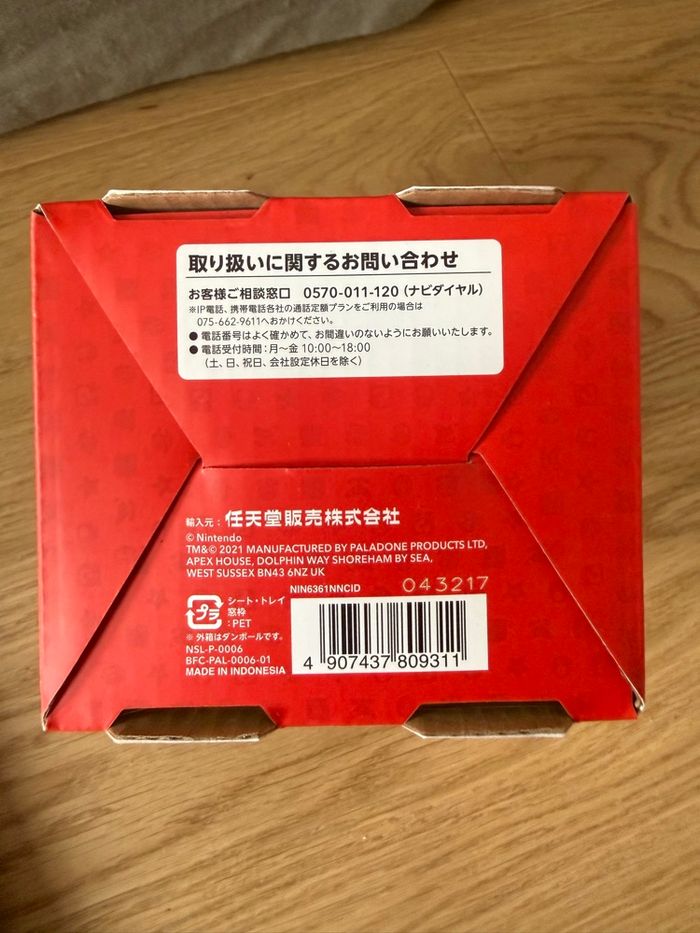 取り扱いに関するお問い合わせ
お客様ご相談窓口 0570-011-120（ナビダイヤル）
※IP電話、携帯電話各社の通話定額プランをご利用の場合は
075-662-9611へおかけください。
● 電話番号はよく確かめて、お間違いのないようにお願いいたします。
● 電話受付時間：月〜金 10:00〜18:00
（土、日、祝日、会社設定休日を除く）
輸入元：任天堂販売株式会社
© Nintendo
TM&© 2021 MANUFACTURED BY PALADONE PRODUCTS LTD,
APEX HOUSE, DOLPHIN WAY SHOREHAM BY SEA,
WEST SUSSEX BN43 6NZ UK
NIN6361NNCID
043217
プラ
シート・トレイ
窓枠
：PET
※ 外箱はダンボールです。
NSL-P-0006
BFC-PAL-0006-01
MADE IN INDONESIA
4 907437 809311